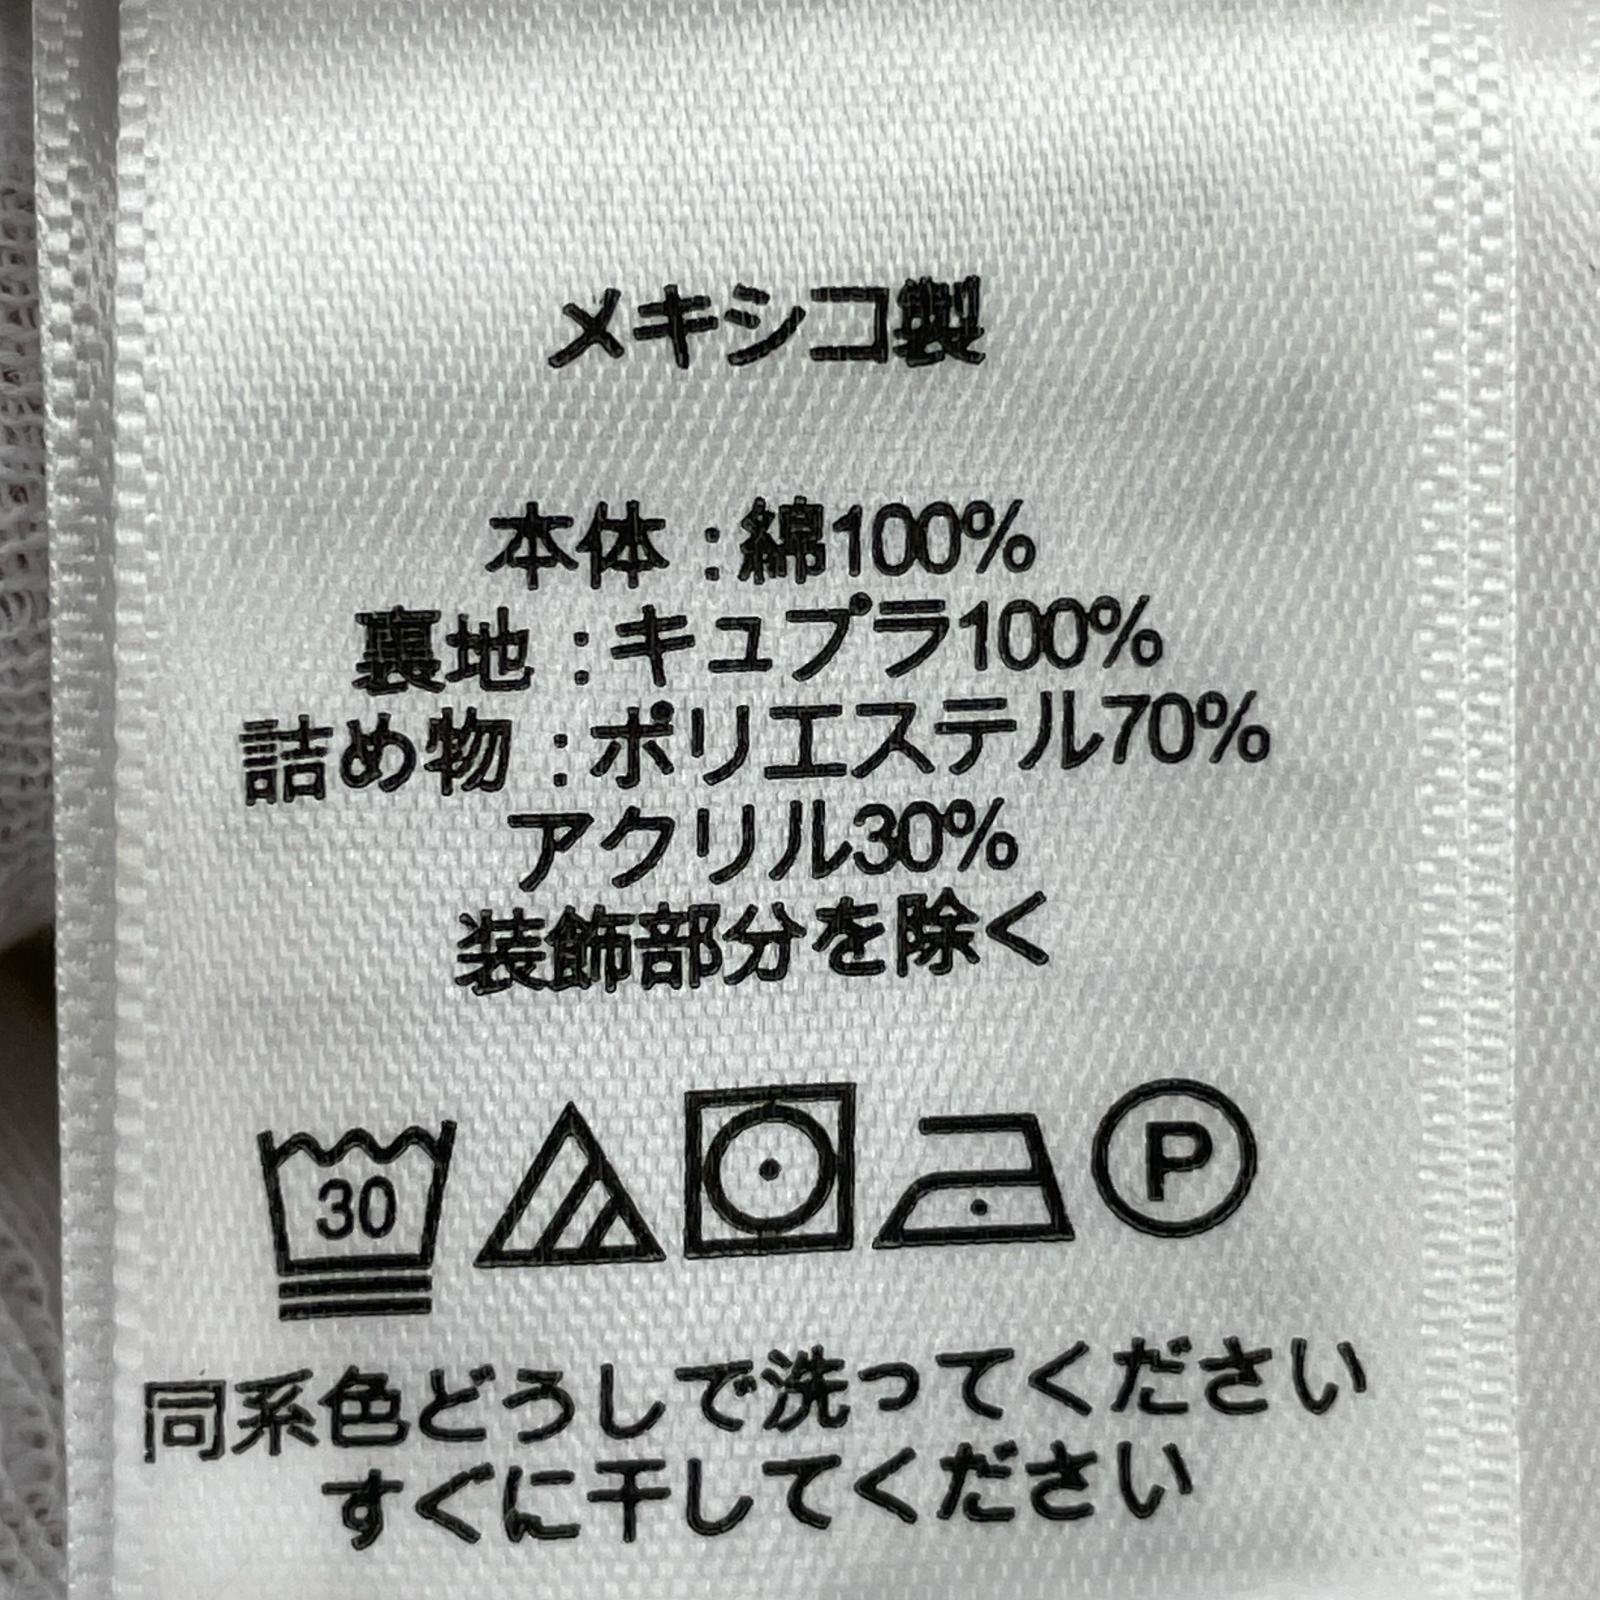 メキシコ製
本体 : 綿100%
裏地 : キュプラ100%
詰め物 : ポリエステル70%
アクリル30%
装飾部分を除く
30
P
同系色どうしで洗ってください
すぐに干してください